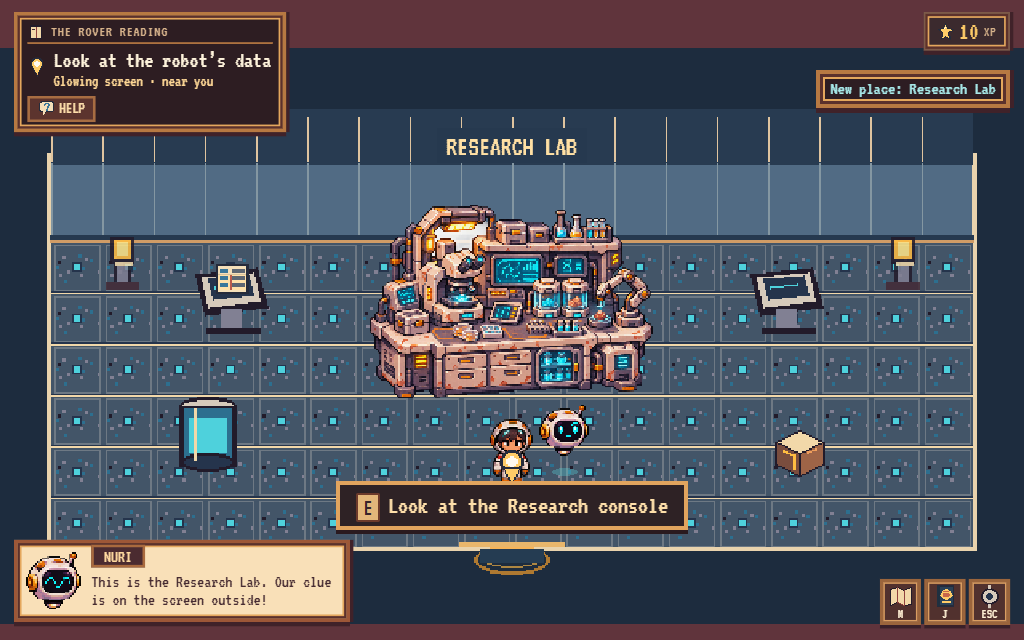 THE ROVER READING
Look at the robot's data
Glowing screen · near you
? HELP
10 XP
New place: Research Lab
RESEARCH LAB
E Look at the Research console
NURI
This is the Research Lab. Our clue
is on the screen outside!
M
J
ESC